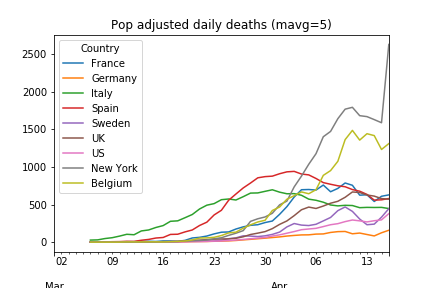 Pop adjusted daily deaths (mavg=5)
Country
France
Germany
Italy
Spain
Sweden
UK
US
New York
Belgium
2500
2000
1500
1000
500
0
02 09 16 23 30 06 13
Mar Apr